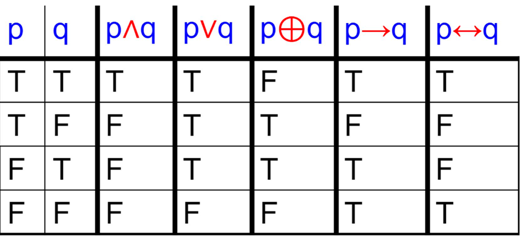 p q p∧q p∨q p⊕q p→q p↔q
T T T T F T T
T F F T T F F
F T F T T T F
F F F F F T T